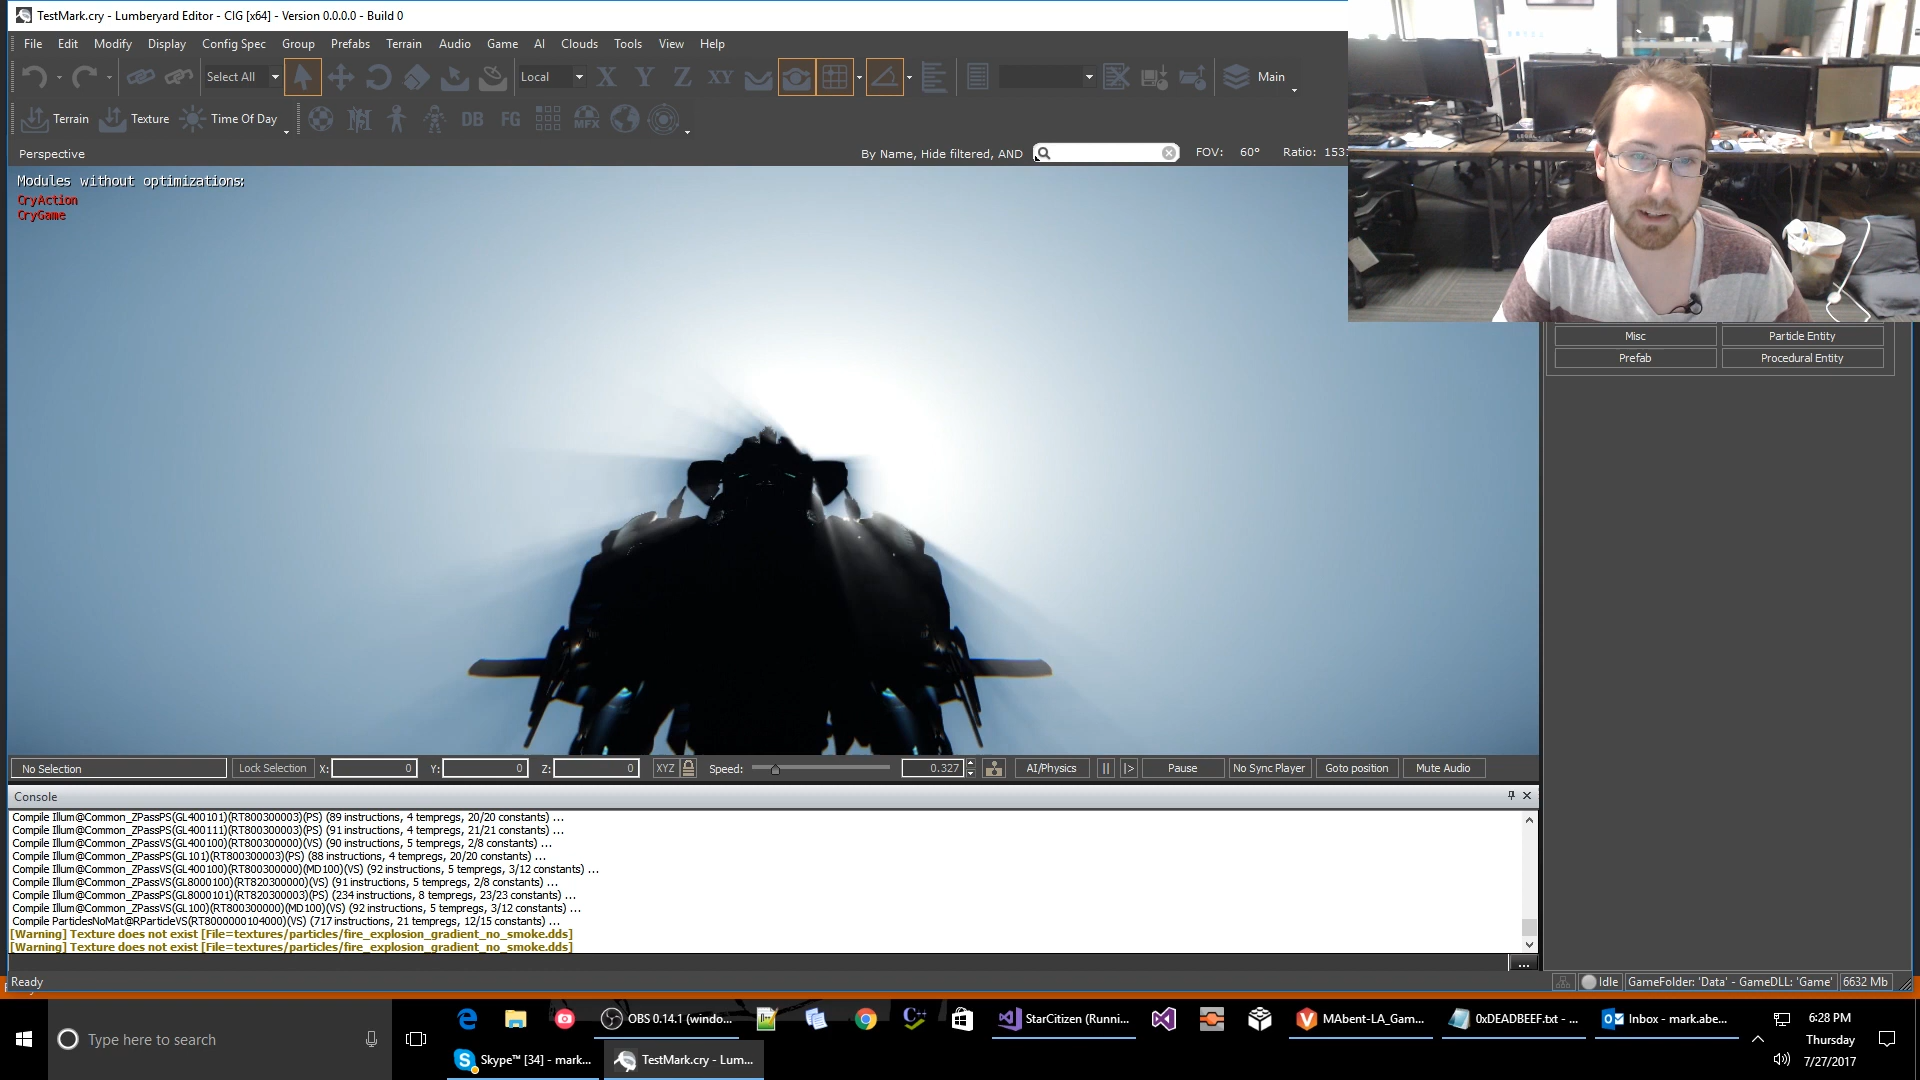 TestMark.cry - Lumberyard Editor - CIG [x64] - Version 0.0.0.0 - Build 0
File Edit Modify Display Config Spec Group Prefabs Terrain Audio Game AI Clouds Tools View Help
Select All Local X Y Z XY Main
Terrain Texture Time Of Day DB FG MFX
Perspective By Name, Hide filtered, AND FOV: 60° Ratio: 153
Modules without optimizations:
CryAction
CryGame
Misc Particle Entity
Prefab Procedural Entity
No Selection Lock Selection X: 0 Y: 0 Z: 0 XYZ Speed: 0.327 AI/Physics Pause No Sync Player Goto position Mute Audio
Console
Compile Illum@Common_ZPassPS(GL400101)(RT800300003)(PS) (89 instructions, 4 tempregs, 20/20 constants) ...
Compile Illum@Common_ZPassPS(GL400111)(RT800300003)(PS) (91 instructions, 4 tempregs, 21/21 constants) ...
Compile Illum@Common_ZPassVS(GL400100)(RT800300000)(VS) (90 instructions, 5 tempregs, 2/8 constants) ...
Compile Illum@Common_ZPassPS(GL101)(RT800300003)(PS) (88 instructions, 4 tempregs, 20/20 constants) ...
Compile Illum@Common_ZPassVS(GL400100)(RT800300000)(MD100)(VS) (92 instructions, 5 tempregs, 3/12 constants) ...
Compile Illum@Common_ZPassVS(GL8000100)(RT820300000)(VS) (91 instructions, 5 tempregs, 2/8 constants) ...
Compile Illum@Common_ZPassPS(GL8000101)(RT820300003)(PS) (234 instructions, 8 tempregs, 23/23 constants) ...
Compile Illum@Common_ZPassVS(GL100)(RT800300000)(MD100)(VS) (92 instructions, 5 tempregs, 3/12 constants) ...
Compile ParticlesNoMat@RParticleVS(RT8000000104000)(VS) (717 instructions, 21 tempregs, 12/15 constants) ...
[Warning] Texture does not exist [File=textures/particles/fire_explosion_gradient_no_smoke.dds]
[Warning] Texture does not exist [File=textures/particles/fire_explosion_gradient_no_smoke.dds]
...
Ready Idle GameFolder: 'Data' - GameDLL: 'Game' 6632 Mb
Type here to search
OBS 0.14.1 (windo... StarCitizen (Runni... MAbent-LA_Gam... 0xDEADBEEF.txt - ... Inbox - mark.abe...
Skype™ [34] - mark... TestMark.cry - Lum...
6:28 PM
Thursday
7/27/2017